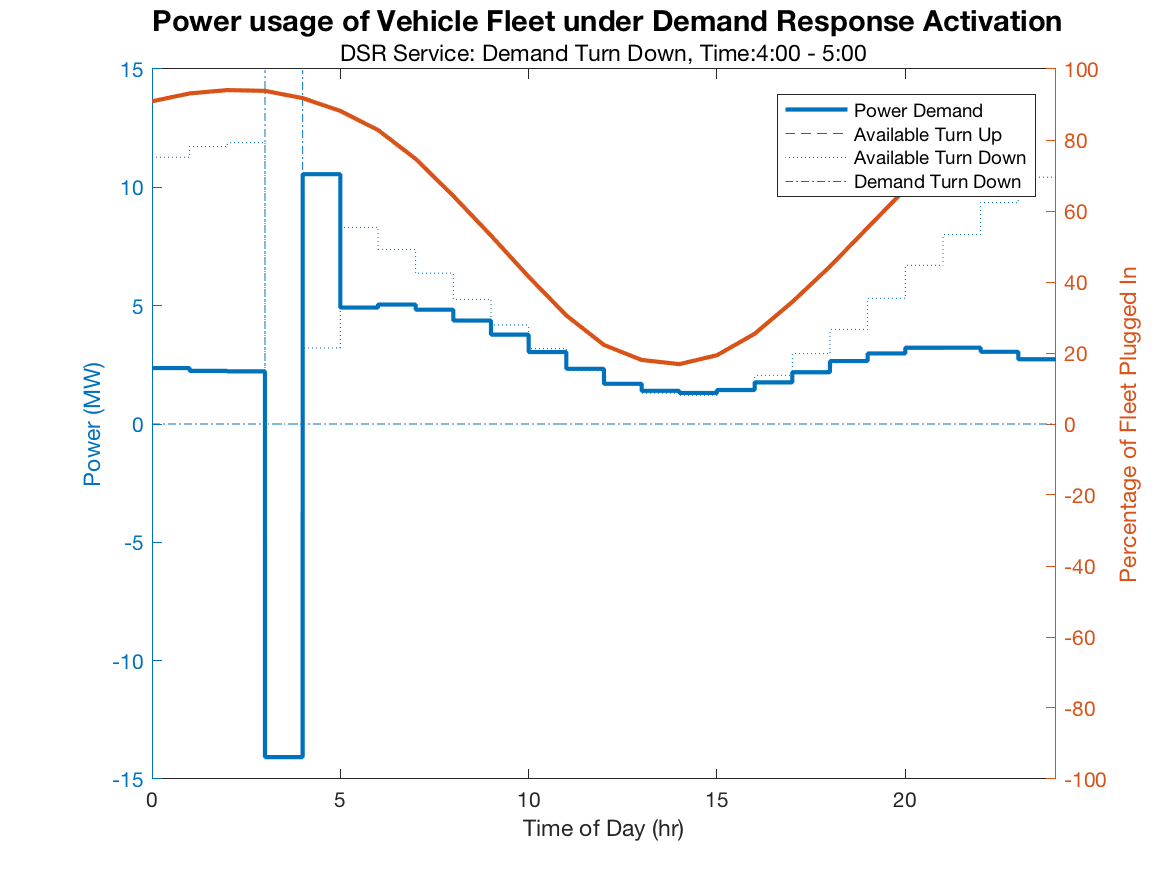 Power usage of Vehicle Fleet under Demand Response Activation
DSR Service: Demand Turn Down, Time:4:00 - 5:00
Power Demand
Available Turn Up
Available Turn Down
Demand Turn Down
15
10
5
0
-5
-10
-15
Power (MW)
100
80
60
40
20
0
-20
-40
-60
-80
-100
Percentage of Fleet Plugged In
0
5
10
15
20
Time of Day (hr)